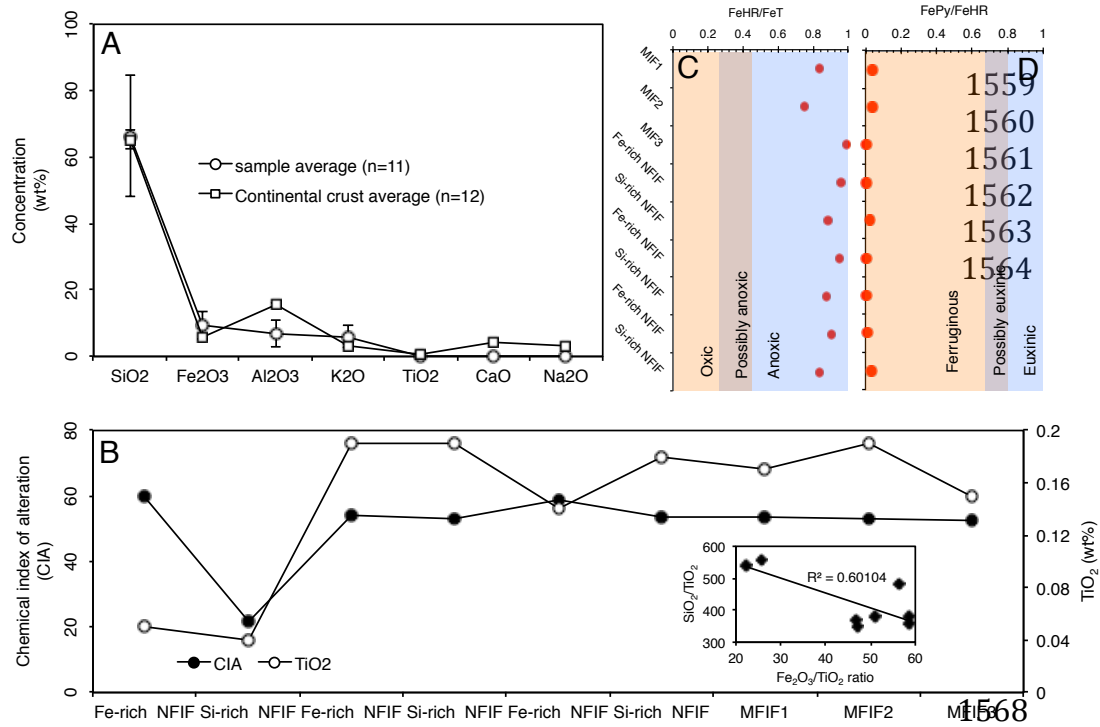 A
100
80
60
40
20
0
Concentration
(wt%)
sample average (n=11)
Continental crust average (n=12)
SiO2 Fe2O3 Al2O3 K2O TiO2 CaO Na2O
FeHR/FeT
0 0.2 0.4 0.6 0.8 1
C
MIF1
MIF2
MIF3
Fe-rich NFIF
Si-rich NFIF
Fe-rich NFIF
Si-rich NFIF
Fe-rich NFIF
Si-rich NFIF
Oxic
Possibly anoxic
Anoxic
FePy/FeHR
0 0.2 0.4 0.6 0.8 1
D
1559
1560
1561
1562
1563
1564
Ferruginous
Possibly euxinic
Euxinic
B
80
60
40
20
0
Chemical index of alteration
(CIA)
CIA
TiO2
0.2
0.16
0.12
0.08
0.04
0
TiO₂ (wt%)
600
500
400
300
SiO₂/TiO₂
R² = 0.60104
20 30 40 50 60
Fe₂O₃/TiO₂ ratio
Fe-rich NFIF Si-rich NFIF Fe-rich NFIF Si-rich NFIF Fe-rich NFIF Si-rich NFIF MFIF1 MFIF2
1568